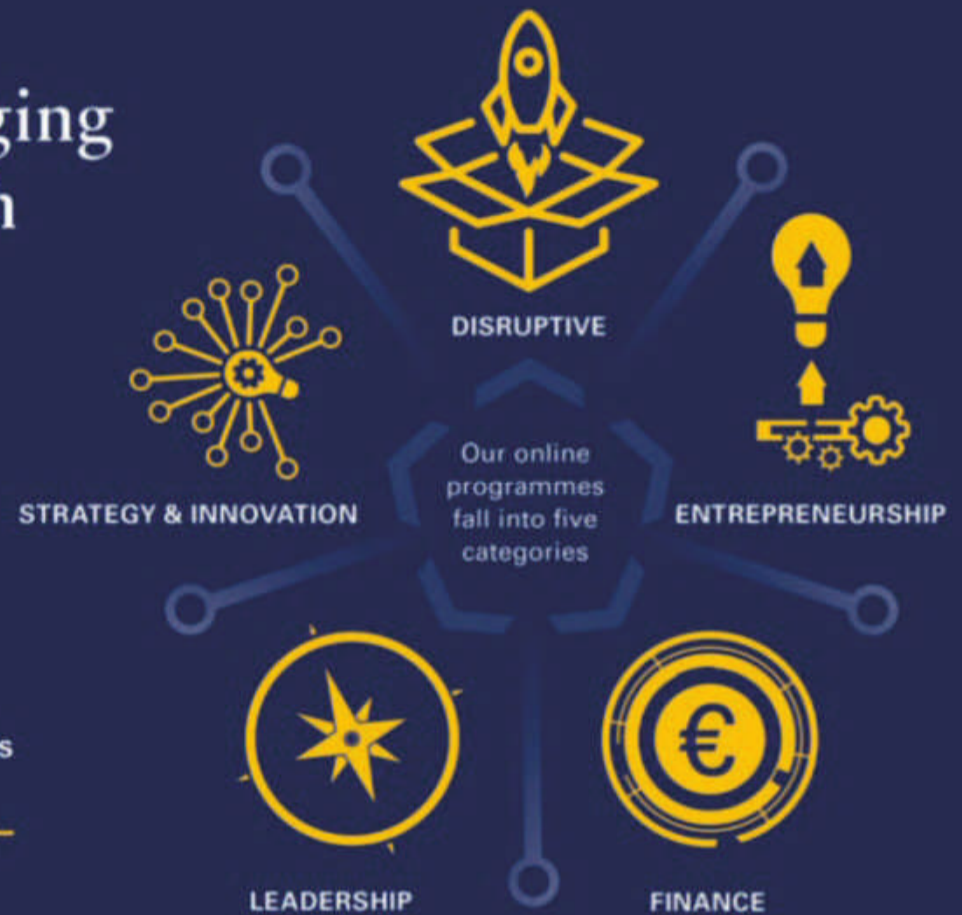 ging
n
DISRUPTIVE
STRATEGY & INNOVATION
Our online
programmes
fall into five
categories
ENTREPRENEURSHIP
s
€
LEADERSHIP
FINANCE